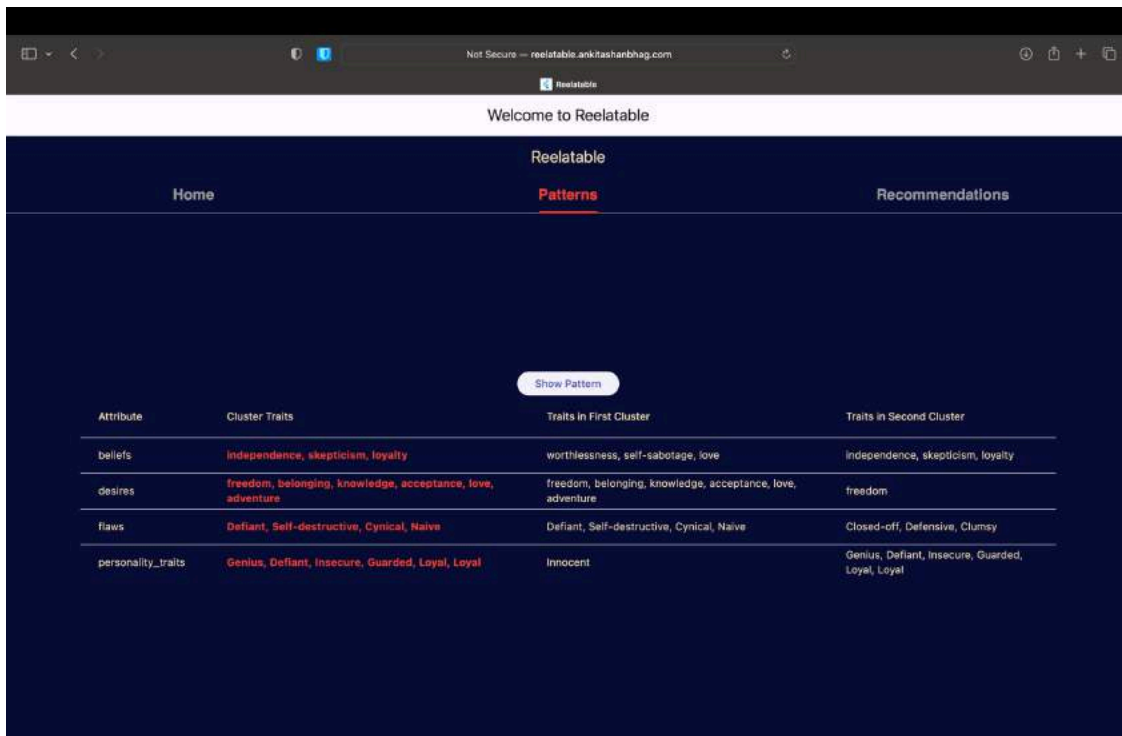 Not Secure — reelatable.ankitashanbhag.com
Reelatable
Welcome to Reelatable
Reelatable
Home Patterns Recommendations
Show Pattern
Attribute Cluster Traits Traits in First Cluster Traits in Second Cluster
beliefs independence, skepticism, loyalty worthlessness, self-sabotage, love independence, skepticism, loyalty
desires freedom, belonging, knowledge, acceptance, love, adventure freedom, belonging, knowledge, acceptance, love, adventure freedom
flaws Defiant, Self-destructive, Cynical, Naive Defiant, Self-destructive, Cynical, Naive Closed-off, Defensive, Clumsy
personality_traits Genius, Defiant, Insecure, Guarded, Loyal, Loyal Innocent Genius, Defiant, Insecure, Guarded, Loyal, Loyal